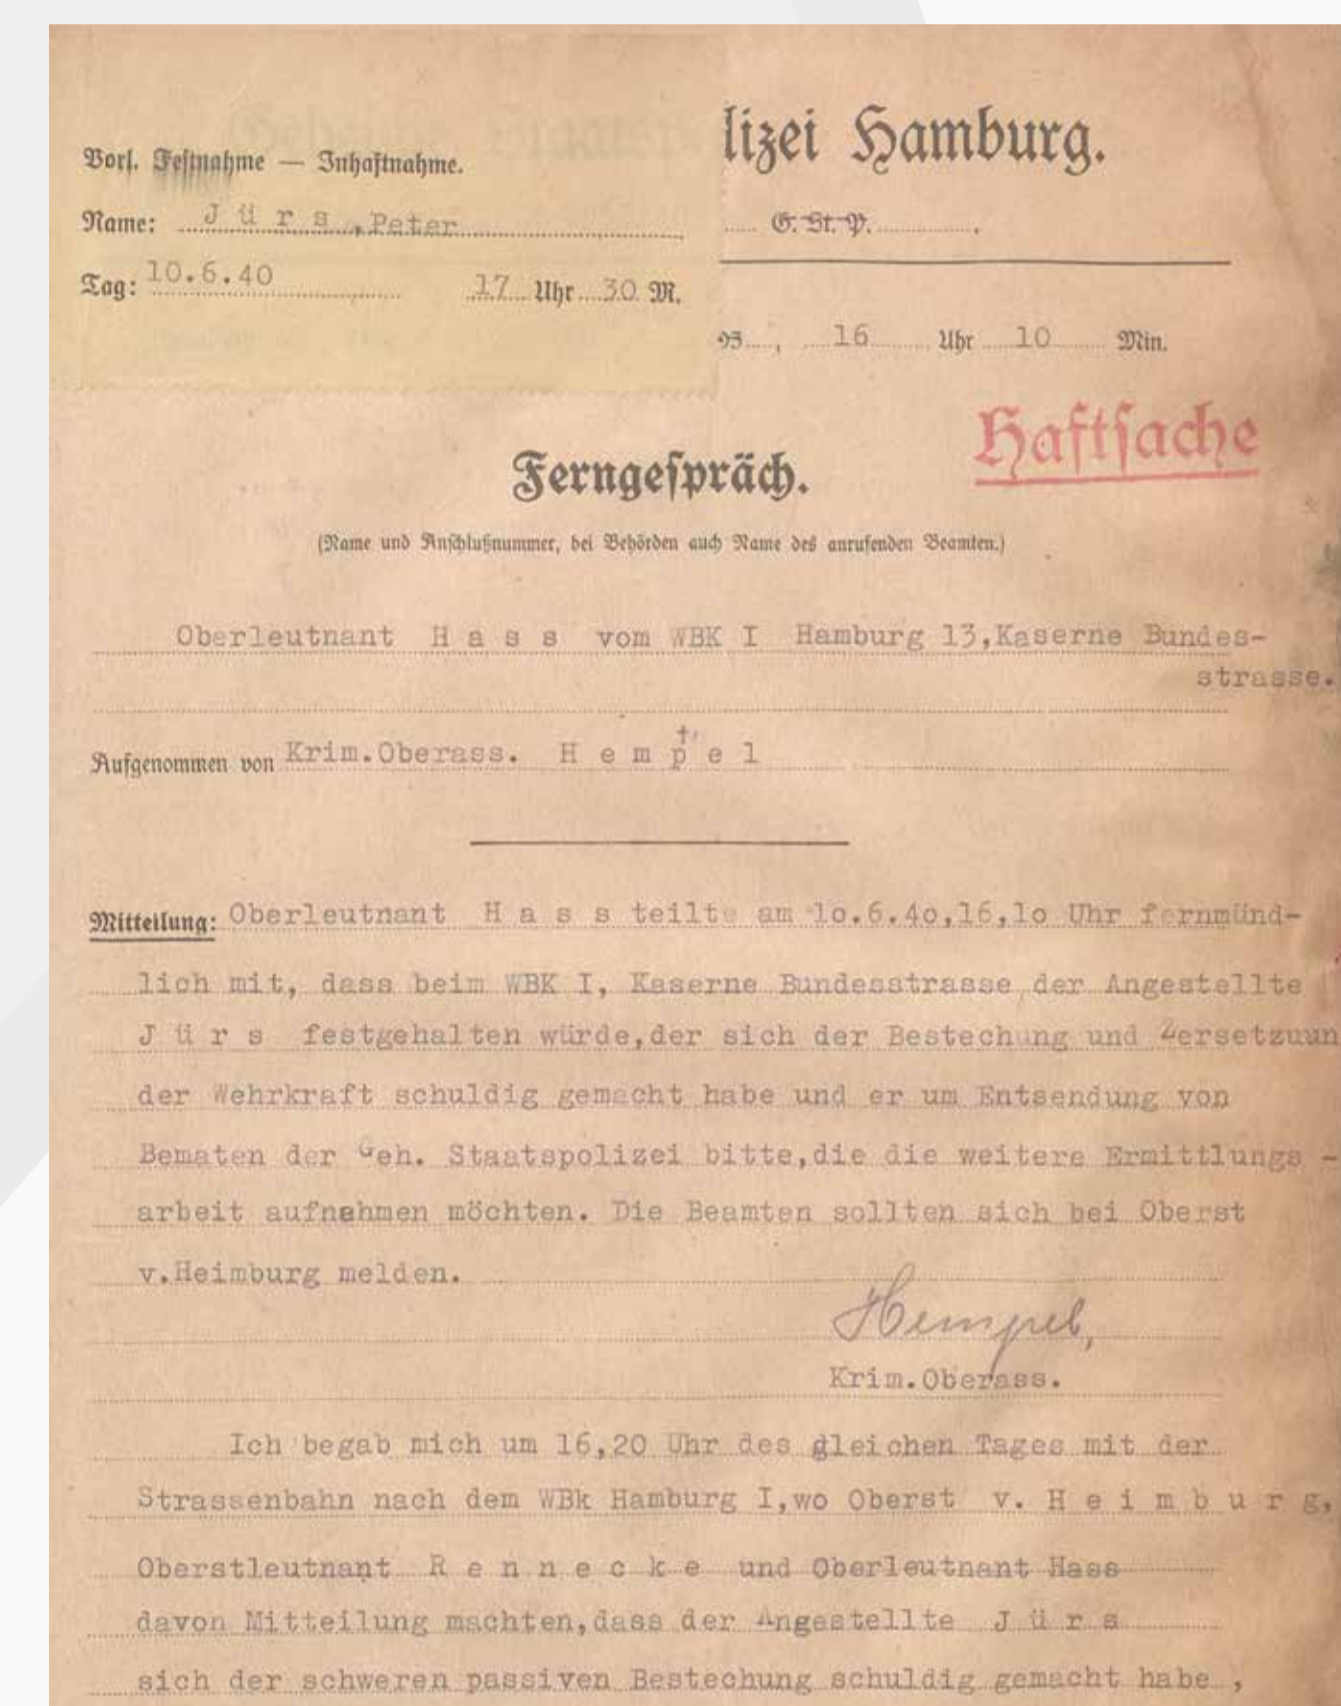 Vorl. Festnahme — Inhaftnahme.
Name: J ü r s , Peter
Tag: 10.6.40 17 Uhr 30 M.
lizei Hamburg.
G. St. P.
16 Uhr 10 Min.
Haftsache
Ferngespräch.
(Name und Anschlußnummer, bei Behörden auch Name des anrufenden Beamten.)
Oberleutnant H a s s vom WBK I Hamburg 13,Kaserne Bundes-
strasse.
Aufgenommen von Krim.Oberass. H e m p e l
Mitteilung: Oberleutnant H a s s teilte am 1o.6.4o,16,1o Uhr fernmünd-
lich mit, dass beim WBK I, Kaserne Bundesstrasse der Angestellte
J ü r s festgehalten würde,der sich der Bestechung und Zersetzuun
der Wehrkraft schuldig gemacht habe und er um Entsendung von
Bematen der Geh. Staatspolizei bitte,die die weitere Ermittlungs -
arbeit aufnehmen möchten. Die Beamten sollten sich bei Oberst
v.Heimburg melden.
Hempel,
Krim.Oberass.
Ich begab mich um 16,20 Uhr des gleichen Tages mit der
Strassenbahn nach dem WBk Hamburg I,wo Oberst v. H e i m b u r g,
Oberstleutnant R e n n e c k e und Oberleutnant Hass
davon Mitteilung machten,dass der Angestellte J ü r s
sich der schweren passiven Bestechung schuldig gemacht habe ,